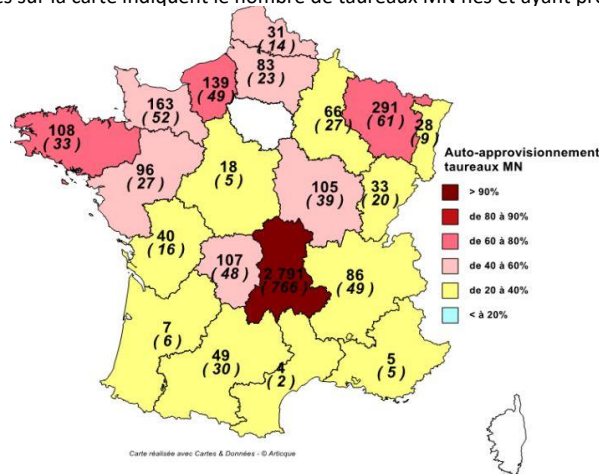 es sur la carte indiquent le nombre de taureaux MN nés et ayant pro
31
( 14 )
83
( 23 )
139
( 49 )
163
( 52 )
66
( 27 )
291
( 61 )
28
( 9 )
108
( 33 )
96
( 27 )
18
( 5 )
105
( 39 )
33
( 20 )
40
( 16 )
107
( 48 )
2 791
( 766 )
86
( 49 )
7
( 6 )
49
( 30 )
4
( 2 )
5
( 5 )
Auto-approvisionnement
taureaux MN
> 90%
de 80 à 90%
de 60 à 80%
de 40 à 60%
de 20 à 40%
< à 20%
Carte réalisée avec Cartes & Données - © Articque